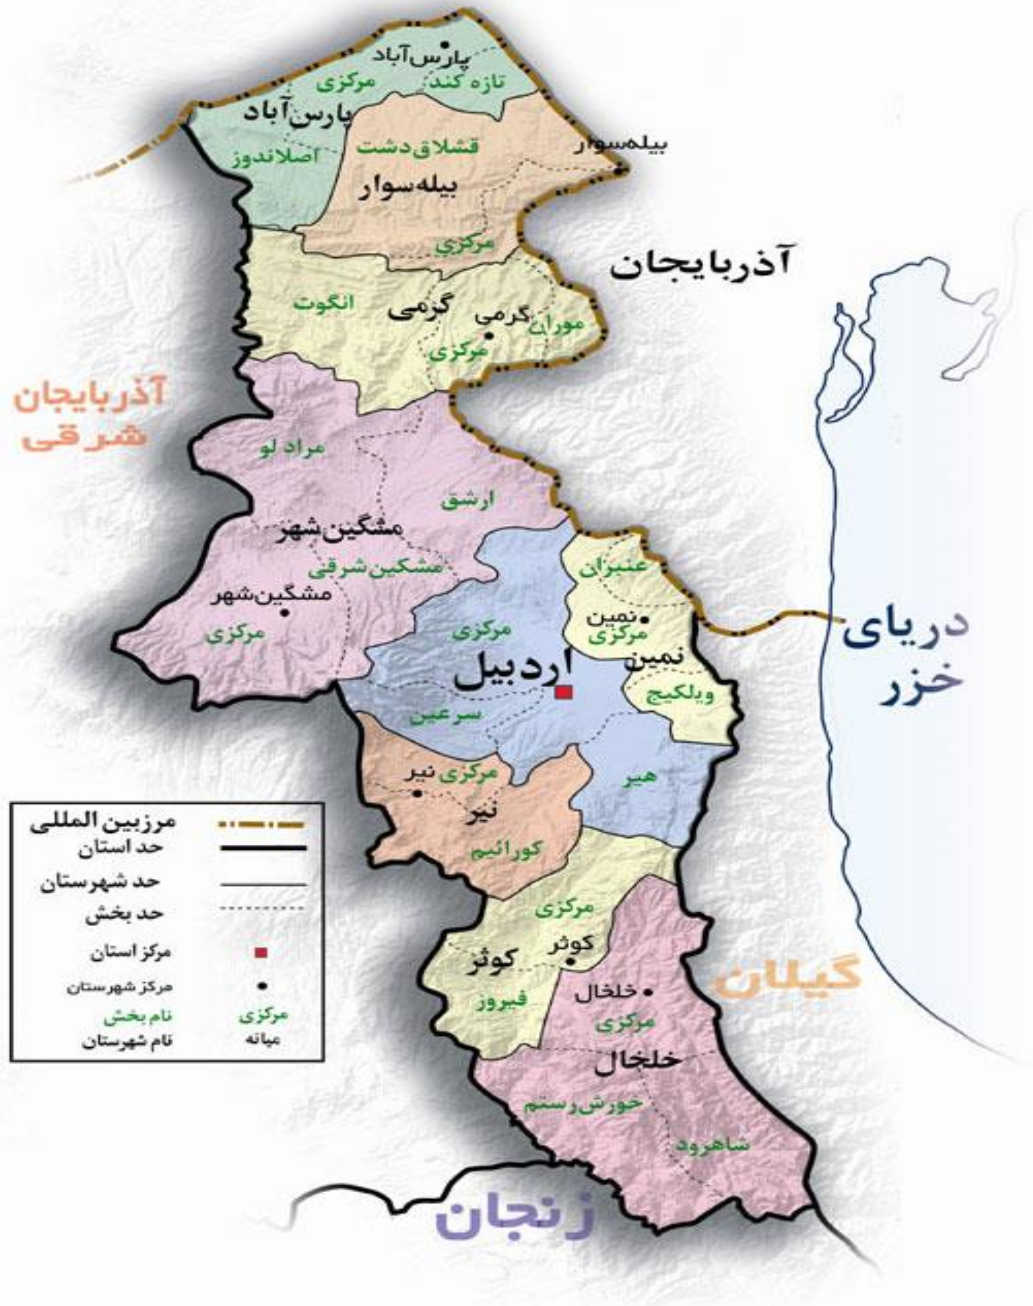 پارس‌آباد
تازه کند
مرکزی
پارس‌آباد
اصلاندوز
قشلاق‌دشت
بیله‌سوار
بیله‌سوار
مرکزی
آذربایجان
انگوت
گرمی
گرمی
موران
مرکزی
آذربایجان
شرقی
مراد لو
ارشق
مشگین‌شهر
مشکین‌شرقی
مشگین‌شهر
مرکزی
عنبران
نمین
مرکزی
نمین
ویلکیج
دریای
خزر
مرکزی
اردبیل
سرعین
هیر
نیر
مرکزی
نیر
کورائیم
مرکزی
کوثر
کوثر
فیروز
گیلان
خلخال
مرکزی
خلخال
خورش‌رستم
شاهرود
زنجان
مرزبین المللی
حد استان
حد شهرستان
حد بخش
مرکز استان
مرکز شهرستان
نام بخش مرکزی
نام شهرستان میانه